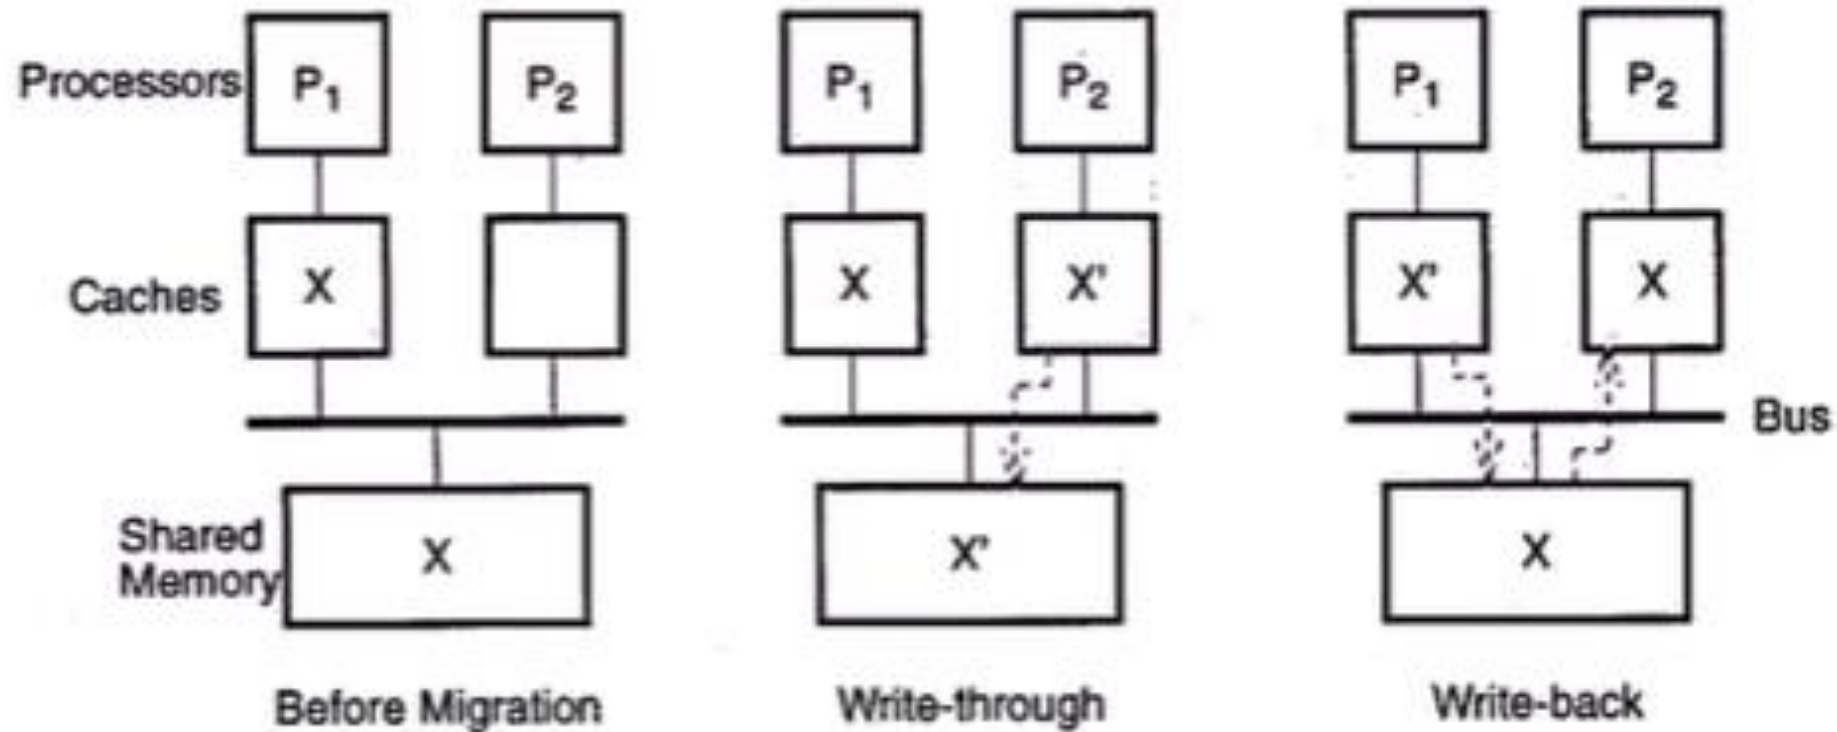 Processors P₁ P₂ P₁ P₂ P₁ P₂
Caches X X X' X' X
Bus
Shared
Memory X X' X
Before Migration Write-through Write-back